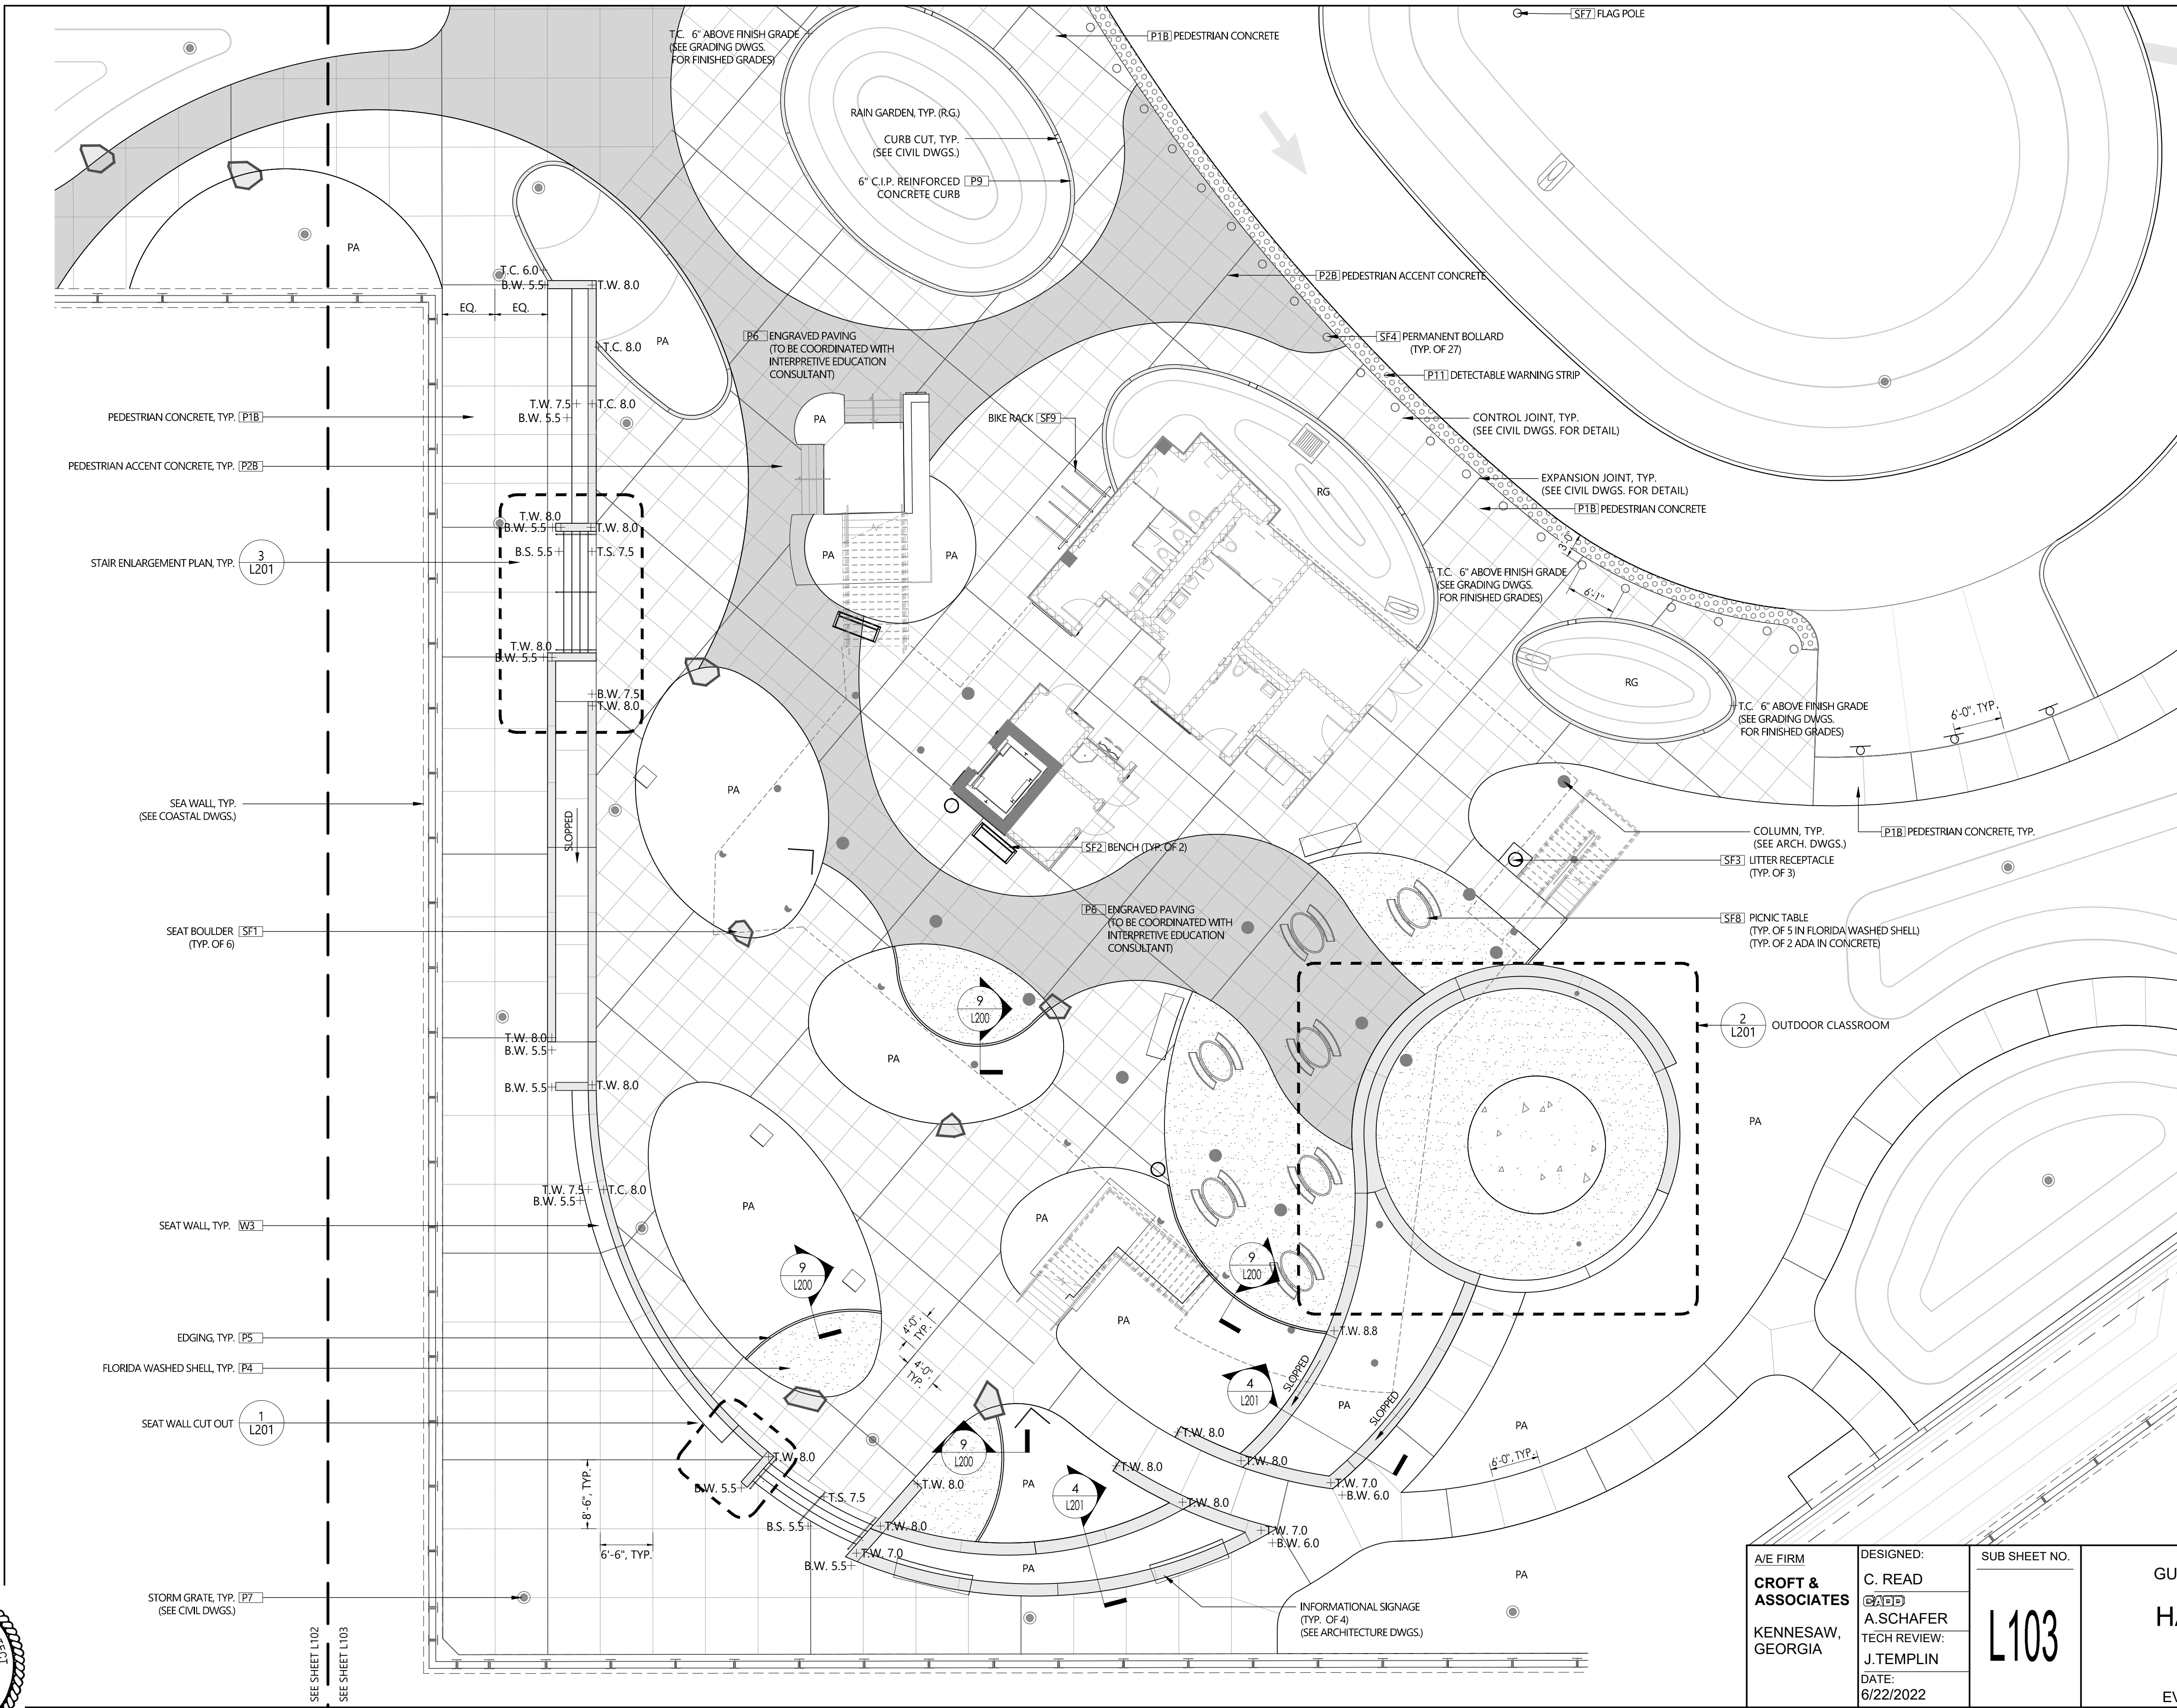 T.C. 6" ABOVE FINISH GRADE
(SEE GRADING DWGS.
FOR FINISHED GRADES)
P1B PEDESTRIAN CONCRETE
SF7 FLAG POLE
RAIN GARDEN, TYP. (R.G.)
CURB CUT, TYP.
(SEE CIVIL DWGS.)
6" C.I.P. REINFORCED P9
CONCRETE CURB
PA
P2B PEDESTRIAN ACCENT CONCRETE
T.C. 6.0
B.W. 5.5
T.W. 8.0
EQ.
EQ.
P6 ENGRAVED PAVING
(TO BE COORDINATED WITH
INTERPRETIVE EDUCATION
CONSULTANT)
T.C. 8.0
PA
SF4 PERMANENT BOLLARD
(TYP. OF 27)
P11 DETECTABLE WARNING STRIP
PEDESTRIAN CONCRETE, TYP. P1B
T.W. 7.5
T.C. 8.0
B.W. 5.5
PA
BIKE RACK SF9
CONTROL JOINT, TYP.
(SEE CIVIL DWGS. FOR DETAIL)
PEDESTRIAN ACCENT CONCRETE, TYP. P2B
EXPANSION JOINT, TYP.
(SEE CIVIL DWGS. FOR DETAIL)
RG
P1B PEDESTRIAN CONCRETE
T.W. 8.0
B.W. 5.5
T.W. 8.0
B.S. 5.5
T.S. 7.5
STAIR ENLARGEMENT PLAN, TYP.
3
L201
PA
PA
3'-0"
T.C. 6" ABOVE FINISH GRADE
(SEE GRADING DWGS.
FOR FINISHED GRADES)
6'-1"
T.W. 8.0
B.W. 5.5
B.W. 7.5
T.W. 8.0
RG
T.C. 6" ABOVE FINISH GRADE
(SEE GRADING DWGS.
FOR FINISHED GRADES)
6'-0", TYP.
PA
SEA WALL, TYP.
(SEE COASTAL DWGS.)
SLOPPED
SF2 BENCH (TYP. OF 2)
COLUMN, TYP.
(SEE ARCH. DWGS.)
P1B PEDESTRIAN CONCRETE, TYP.
SF3 LITTER RECEPTACLE
(TYP. OF 3)
P6 ENGRAVED PAVING
(TO BE COORDINATED WITH
INTERPRETIVE EDUCATION
CONSULTANT)
SF8 PICNIC TABLE
(TYP. OF 5 IN FLORIDA WASHED SHELL)
(TYP. OF 2 ADA IN CONCRETE)
SEAT BOULDER SF1
(TYP. OF 6)
9
L200
2
L201
OUTDOOR CLASSROOM
T.W. 8.0
B.W. 5.5
PA
B.W. 5.5
T.W. 8.0
PA
T.W. 7.5
T.C. 8.0
B.W. 5.5
PA
PA
SEAT WALL, TYP. W3
9
L200
9
L200
EDGING, TYP. P5
4'-0",
TYP.
4'-0"
TYP.
PA
T.W. 8.8
FLORIDA WASHED SHELL, TYP. P4
SLOPPED
4
L201
PA
SLOPPED
SEAT WALL CUT OUT
1
L201
PA
T.W. 8.0
9
L200
T.W. 8.0
T.W. 8.0
T.W. 8.0
6'-0", TYP.
8'-6", TYP.
B.W. 5.5
T.S. 7.5
T.W. 8.0
PA
4
L201
T.W. 8.0
T.W. 7.0
B.W. 6.0
B.S. 5.5
T.W. 8.0
T.W. 7.0
B.W. 6.0
6'-6", TYP.
T.W. 7.0
B.W. 5.5
PA
PA
STORM GRATE, TYP. P7
(SEE CIVIL DWGS.)
INFORMATIONAL SIGNAGE
(TYP. OF 4)
(SEE ARCHITECTURE DWGS.)
SEE SHEET L102
SEE SHEET L103
A/E FIRM
CROFT &
ASSOCIATES
KENNESAW,
GEORGIA
DESIGNED:
C. READ
CADD
A.SCHAFER
TECH REVIEW:
J.TEMPLIN
DATE:
6/22/2022
SUB SHEET NO.
L103
GU
HA
EV